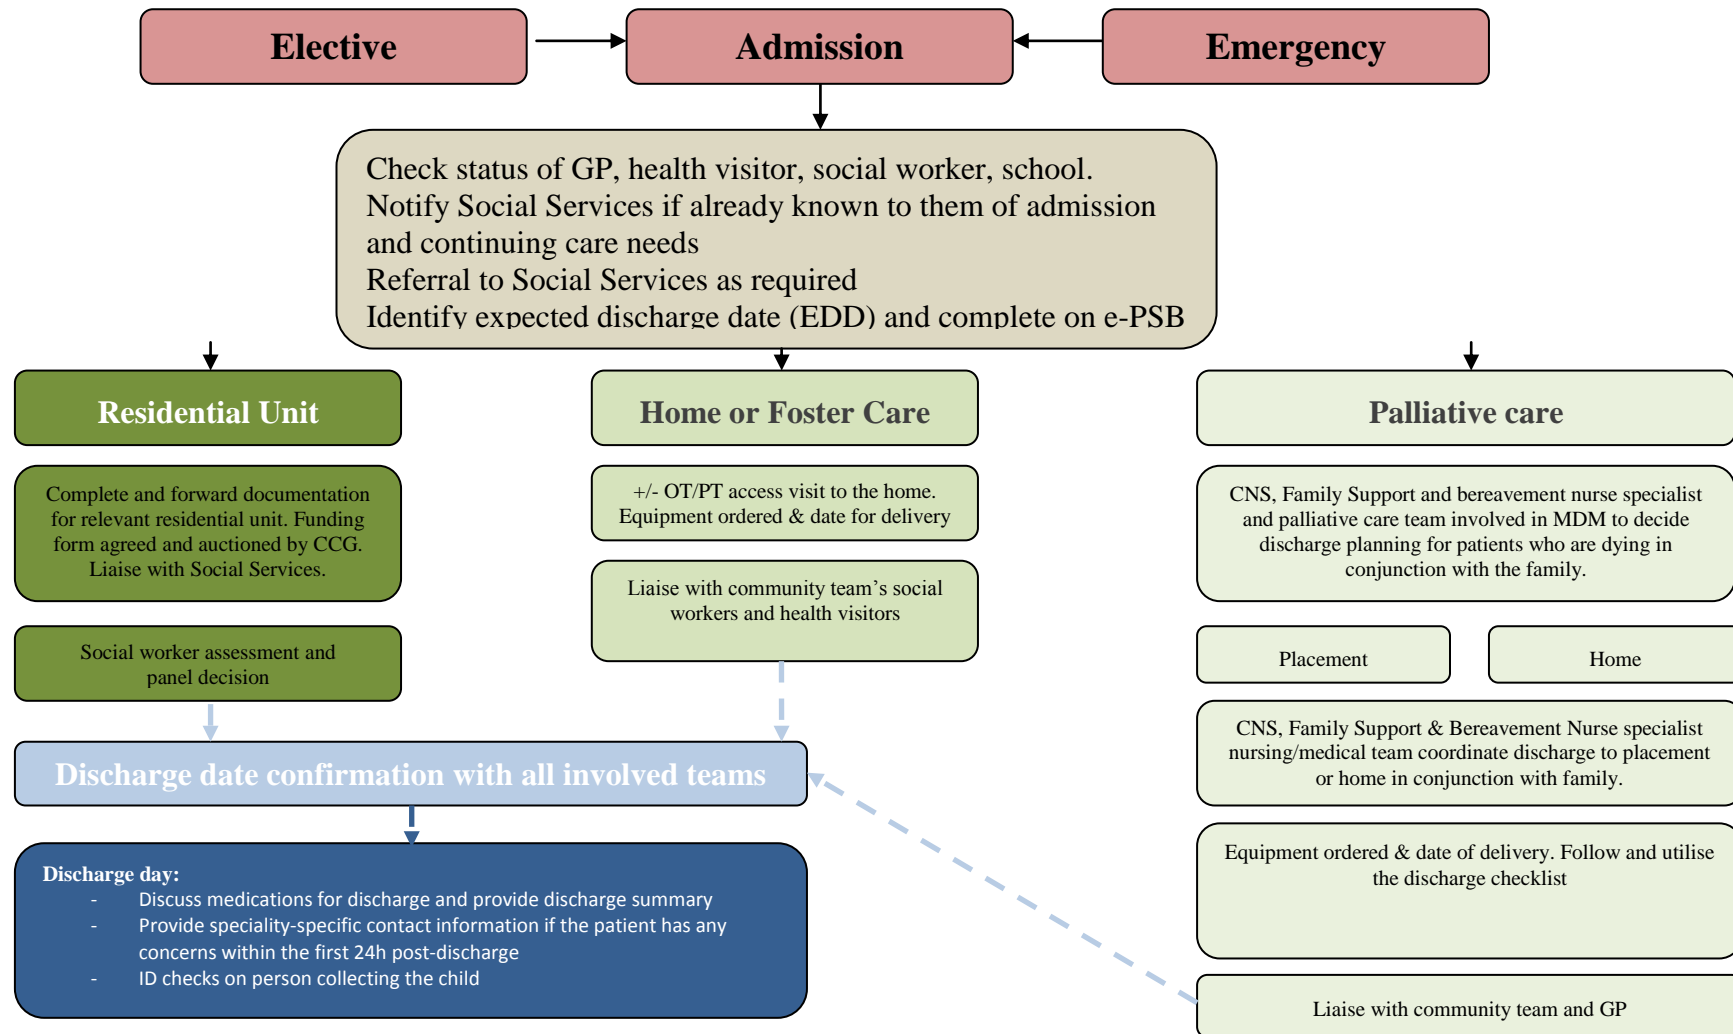 Elective
Admission
Emergency
Check status of GP, health visitor, social worker, school.
Notify Social Services if already known to them of admission
and continuing care needs
Referral to Social Services as required
Identify expected discharge date (EDD) and complete on e-PSB
Residential Unit
Complete and forward documentation
for relevant residential unit. Funding
form agreed and auctioned by CCG.
Liaise with Social Services.
Social worker assessment and
panel decision
Home or Foster Care
+/- OT/PT access visit to the home.
Equipment ordered & date for delivery
Liaise with community team’s social
workers and health visitors
Palliative care
CNS, Family Support and bereavement nurse specialist
and palliative care team involved in MDM to decide
discharge planning for patients who are dying in
conjunction with the family.
Placement
Home
CNS, Family Support & Bereavement Nurse specialist
nursing/medical team coordinate discharge to placement
or home in conjunction with family.
Equipment ordered & date of delivery. Follow and utilise
the discharge checklist
Liaise with community team and GP
Discharge date confirmation with all involved teams
Discharge day:
- Discuss medications for discharge and provide discharge summary
- Provide speciality-specific contact information if the patient has any
concerns within the first 24h post-discharge
- ID checks on person collecting the child